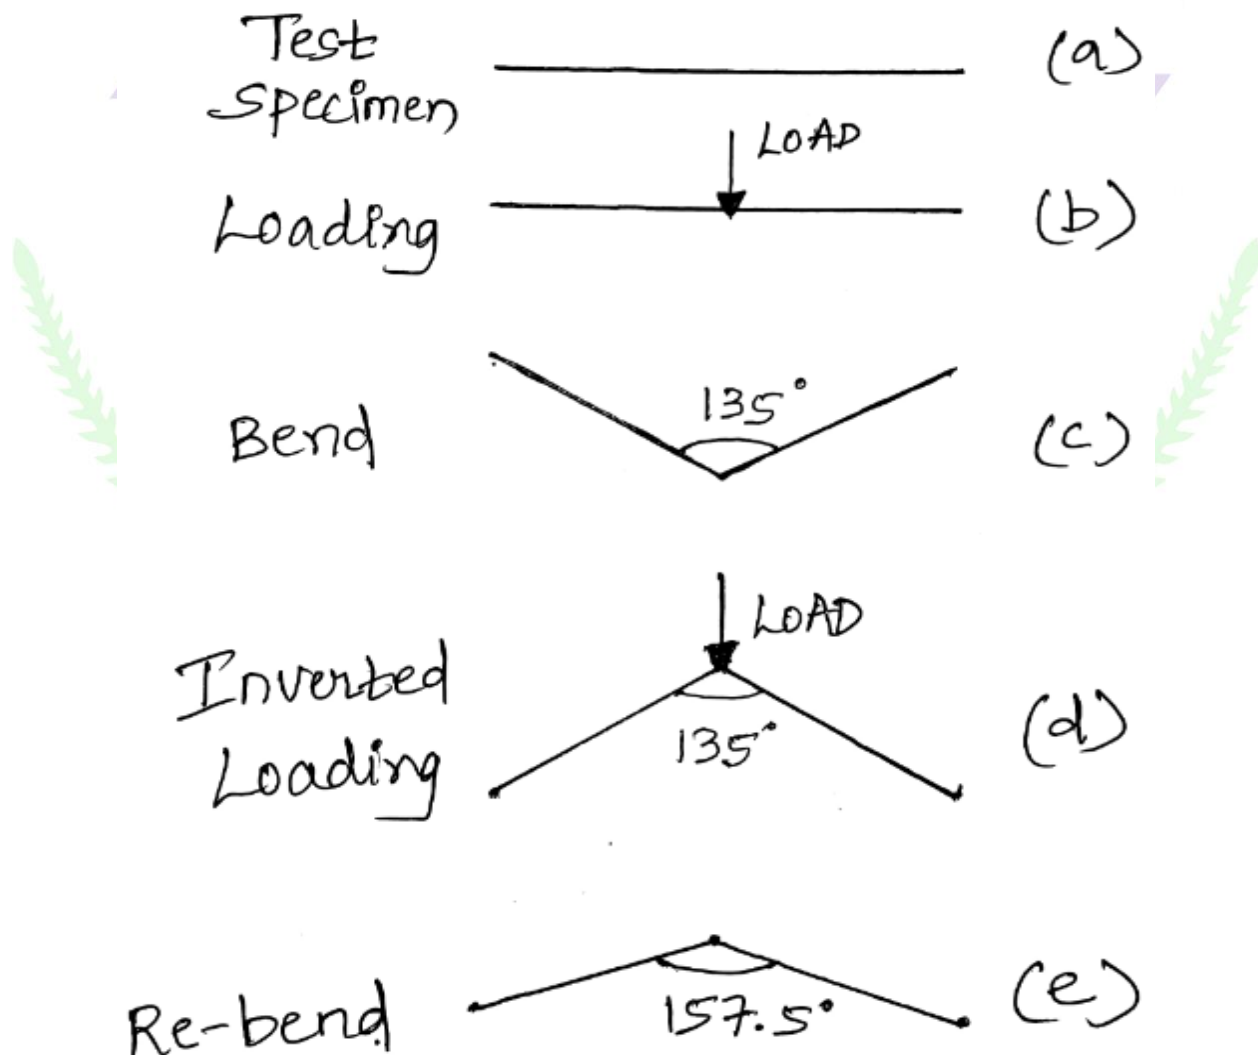 Test
Specimen
(a)
LOAD
Loading
(b)
Bend
135°
(c)
LOAD
Inverted
Loading
135°
(d)
Re-bend
157.5°
(e)